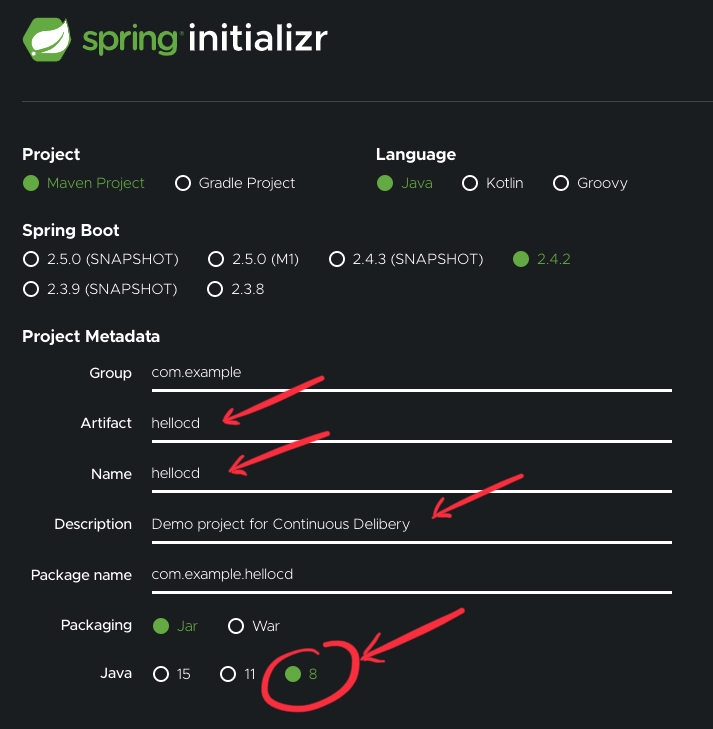 spring initializr
Project
Language
Maven Project Gradle Project
Java Kotlin Groovy
Spring Boot
2.5.0 (SNAPSHOT) 2.5.0 (M1) 2.4.3 (SNAPSHOT) 2.4.2
2.3.9 (SNAPSHOT) 2.3.8
Project Metadata
Group com.example
Artifact hellocd
Name hellocd
Description Demo project for Continuous Delibery
Package name com.example.hellocd
Packaging Jar War
Java 15 11 8